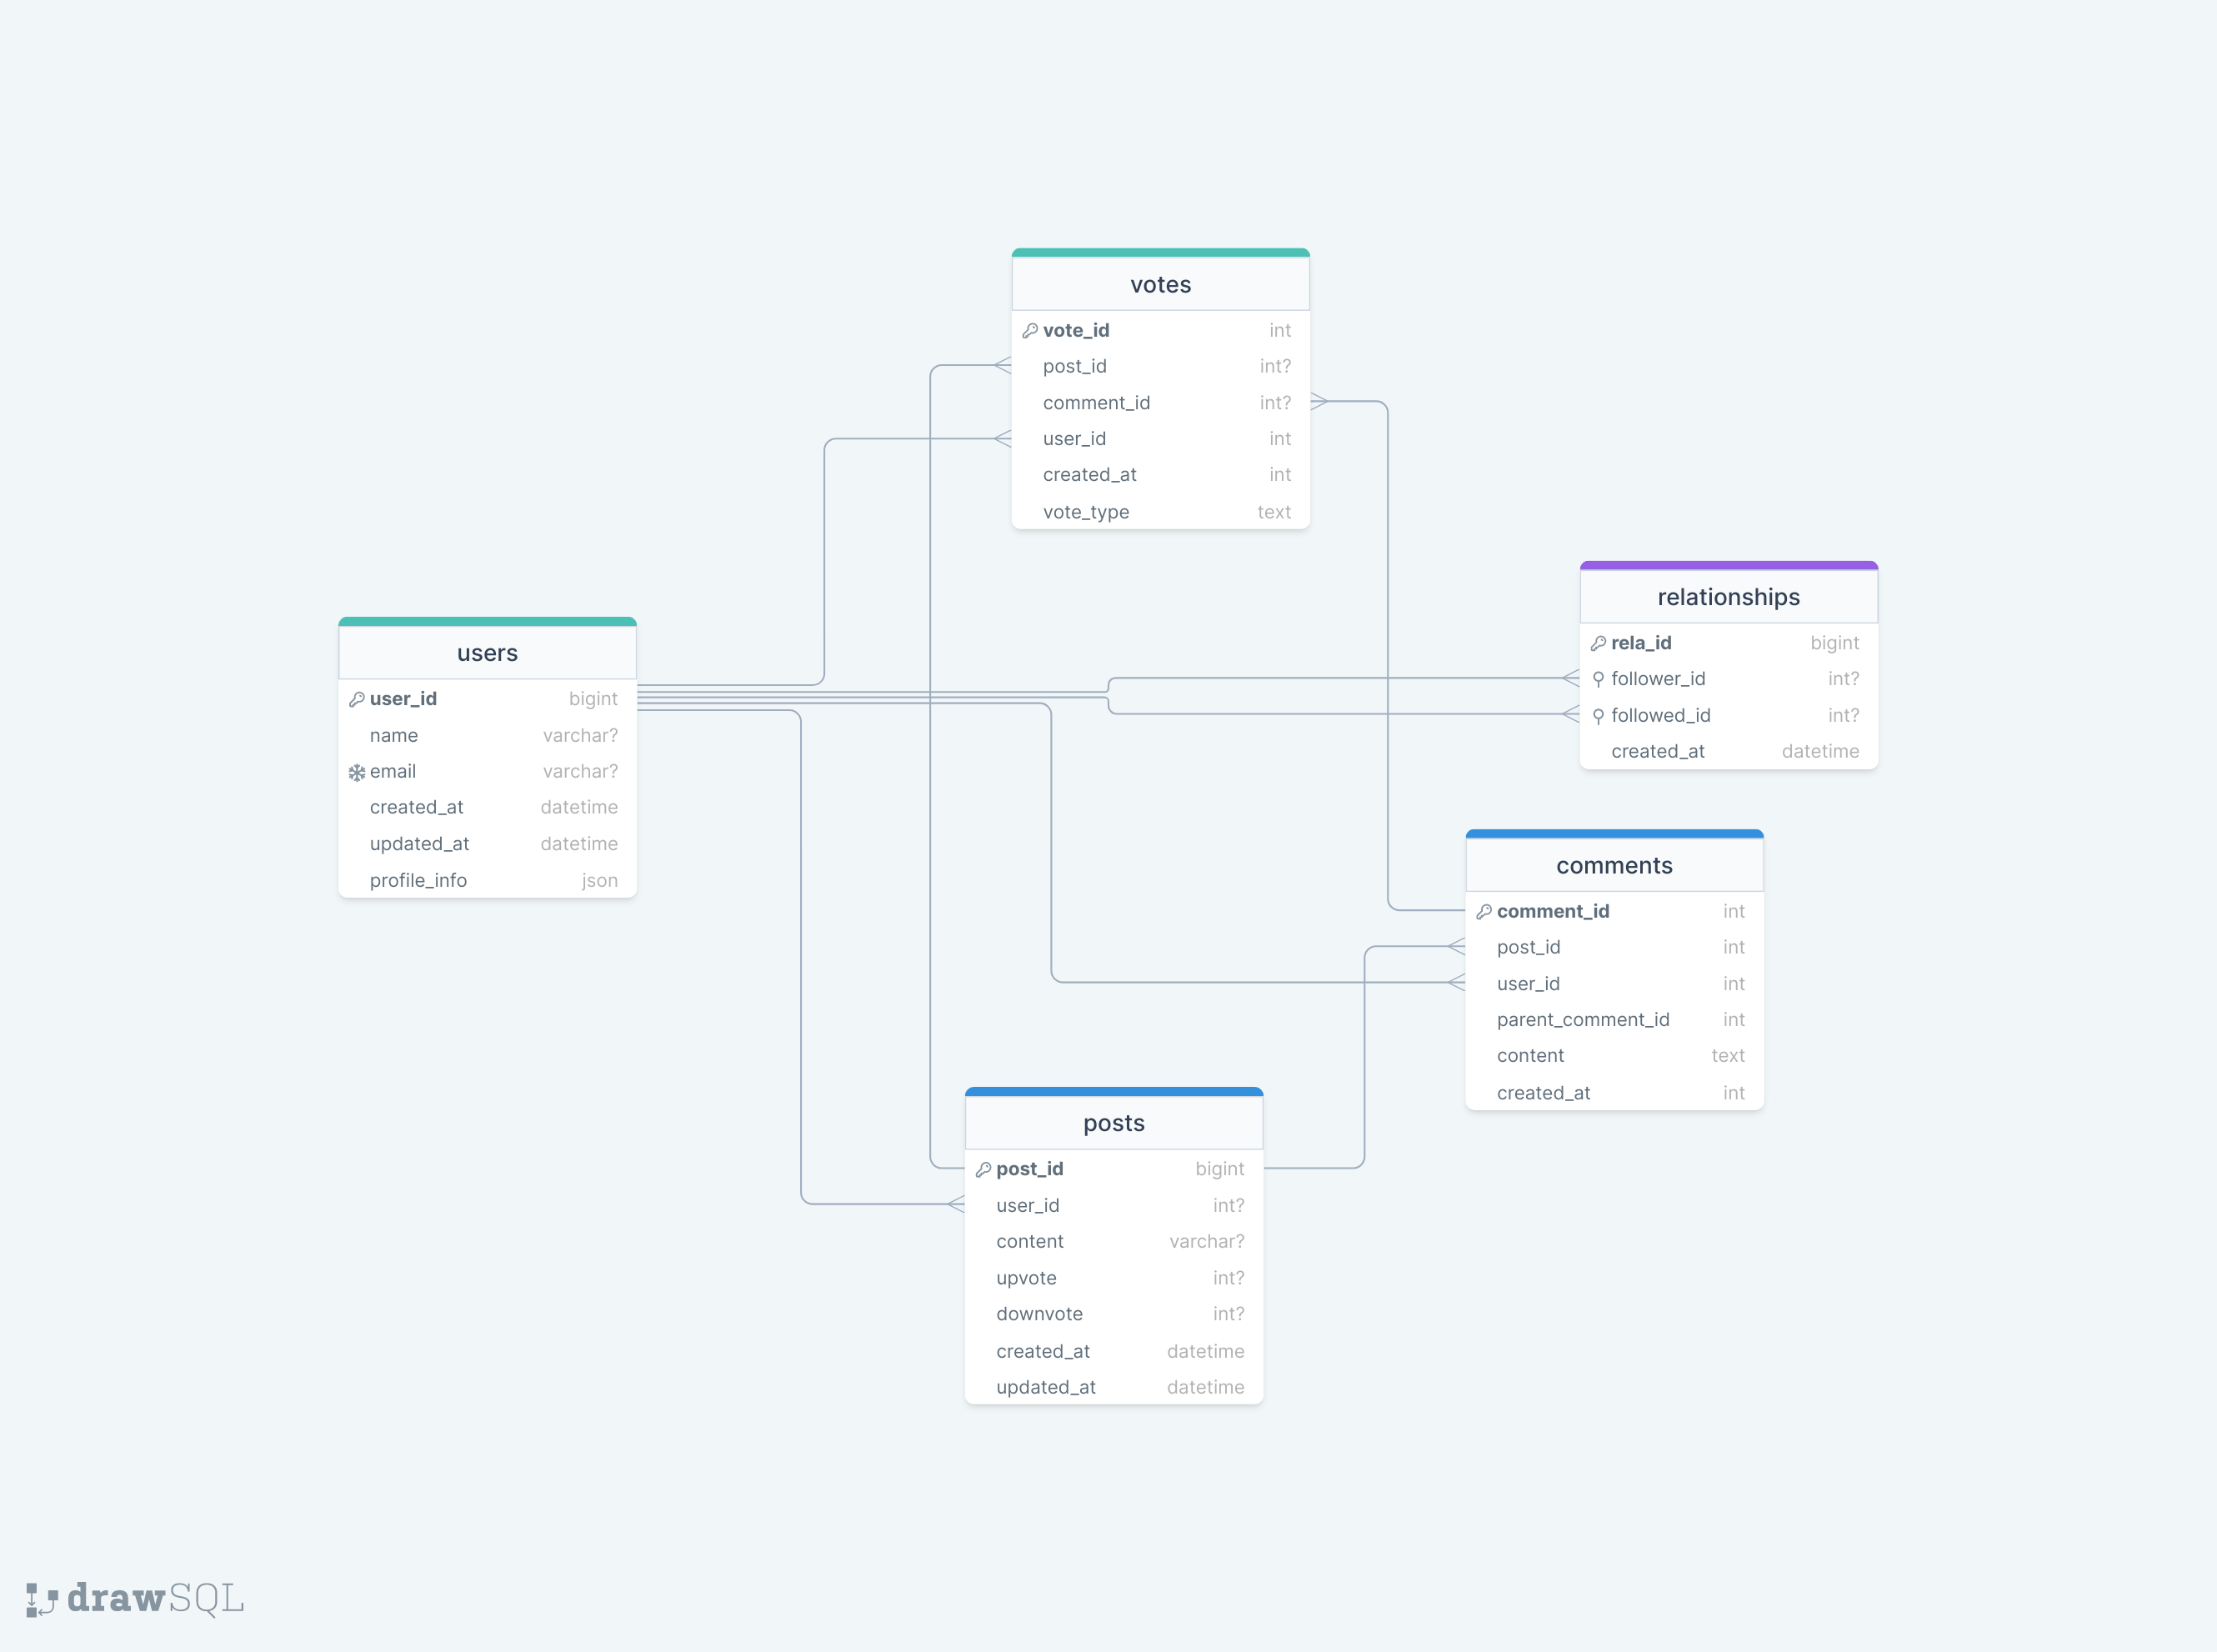 votes
vote_id int
post_id int?
comment_id int?
user_id int
created_at int
vote_type text
relationships
rela_id bigint
follower_id int?
followed_id int?
created_at datetime
users
user_id bigint
name varchar?
email varchar?
created_at datetime
updated_at datetime
profile_info json
comments
comment_id int
post_id int
user_id int
parent_comment_id int
content text
created_at int
posts
post_id bigint
user_id int?
content varchar?
upvote int?
downvote int?
created_at datetime
updated_at datetime
drawSQL